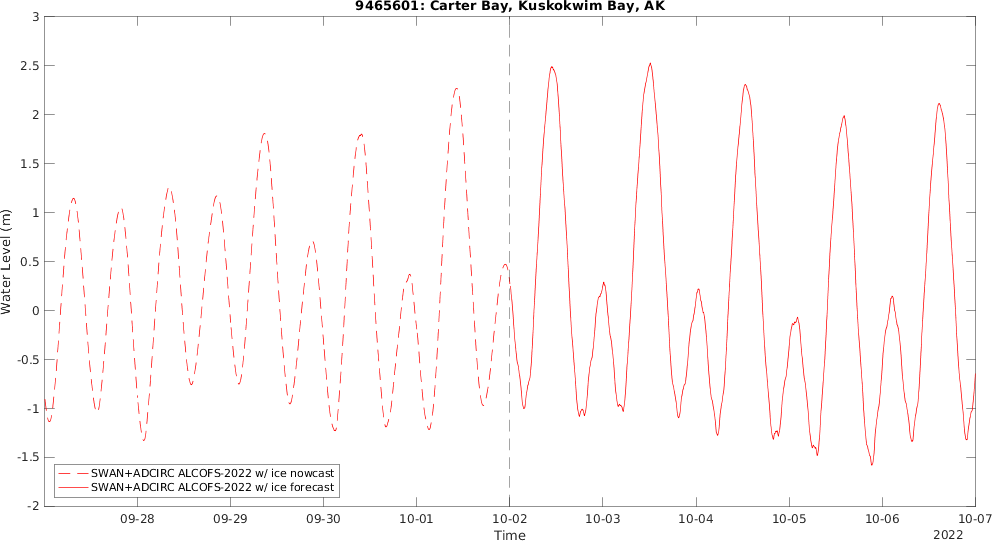 9465601: Carter Bay, Kuskokwim Bay, AK
3
2.5
2
1.5
1
0.5
0
-0.5
-1
-1.5
-2
Water Level (m)
SWAN+ADCIRC ALCOFS-2022 w/ ice nowcast
SWAN+ADCIRC ALCOFS-2022 w/ ice forecast
09-28 09-29 09-30 10-01 10-02 10-03 10-04 10-05 10-06 10-07
Time
2022